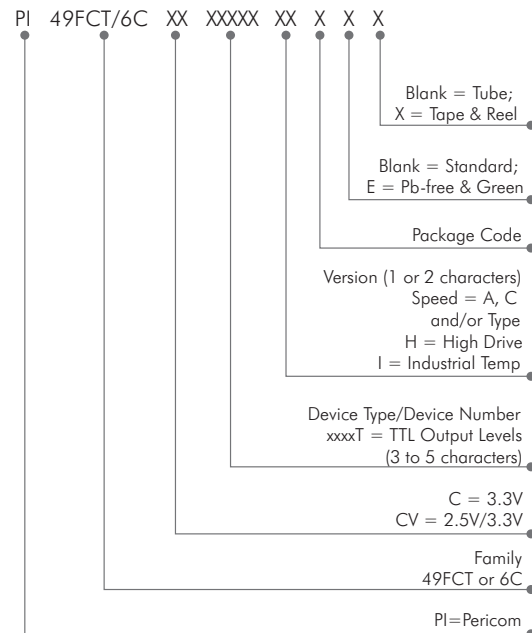 PI 49FCT/6C XX XXXXX XX X X X
Blank = Tube;
X = Tape & Reel
Blank = Standard;
E = Pb-free & Green
Package Code
Version (1 or 2 characters)
Speed = A, C
and/or Type
H = High Drive
I = Industrial Temp
Device Type/Device Number
xxxxT = TTL Output Levels
(3 to 5 characters)
C = 3.3V
CV = 2.5V/3.3V
Family
49FCT or 6C
PI=Pericom